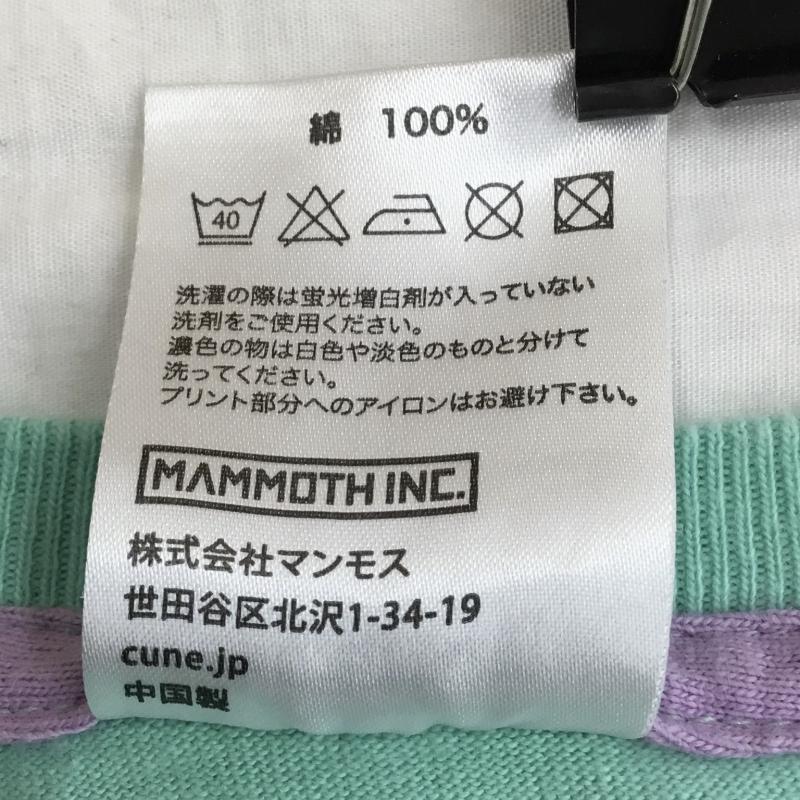 綿 100%
40
洗濯の際は蛍光増白剤が入っていない
洗剤をご使用ください。
濃色の物は白色や淡色のものと分けて
洗ってください。
プリント部分へのアイロンはお避け下さい。
MAMMOTH INC.
株式会社マンモス
世田谷区北沢1-34-19
cune.jp
中国製